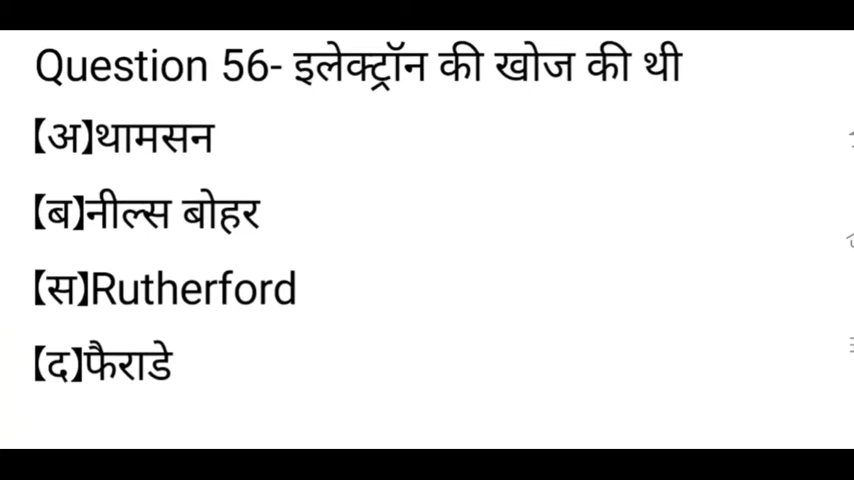 Question 56- इलेक्ट्रॉन की खोज की थी
【अ】थामसन
【ब】नील्स बोहर
【स】Rutherford
【द】फैराडे